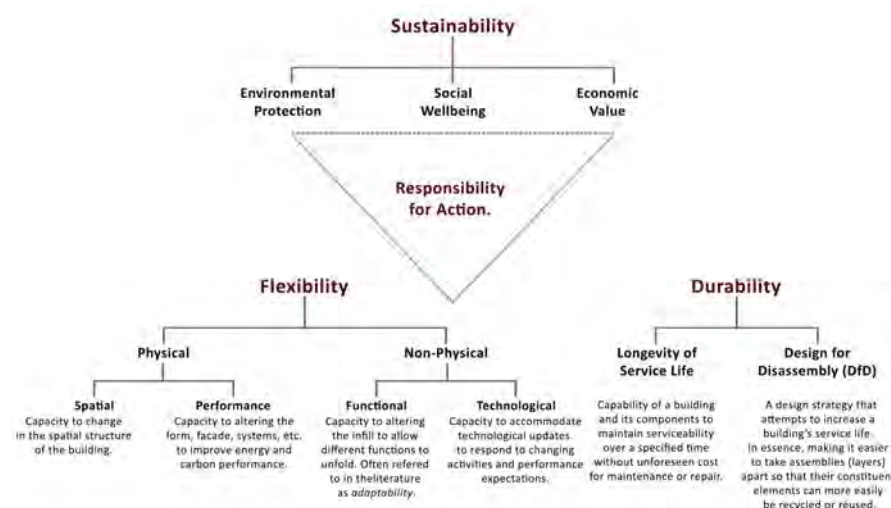 Sustainability
Environmental
Protection
Social
Wellbeing
Economic
Value
Responsibility
for Action.
Flexibility
Durability
Physical
Non-Physical
Longevity of
Service Life
Design for
Disassembly (DfD)
Spatial
Capacity to change
in the spatial structure
of the building.
Performance
Capacity to altering the
form, facade, systems, etc.
to improve energy and
carbon performance.
Functional
Capacity to altering
the infill to allow
different functions to
unfold. Often refered
to in theliterature
as adaptability.
Technological
Capacity to accommodate
technological updates
to respond to changing
activities and performance
expectations.
Capability of a building
and its components to
maintain serviceability
over a specified time
without unforeseen cost
for maintenance or repair.
A design strategy that
attempts to increase a
building's service life.
In essence, making it easier
to take assemblies (layers)
apart so that their constituen
elements can more easily
be recycled or reused.